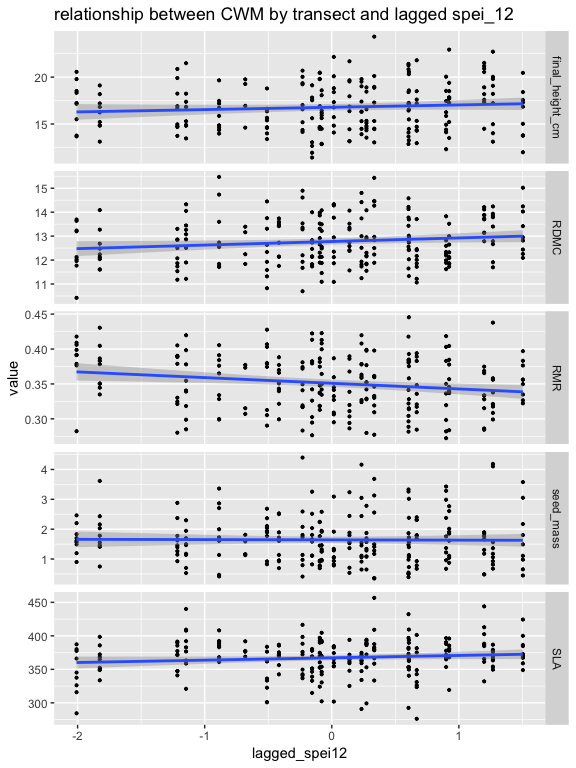 relationship between CWM by transect and lagged spei_12
20
15
final_height_cm
15
14
13
12
11
RDMC
0.45
0.40
0.35
0.30
RMR
value
4
3
2
1
seed_mass
450
400
350
300
SLA
-2 -1 0 1
lagged_spei12